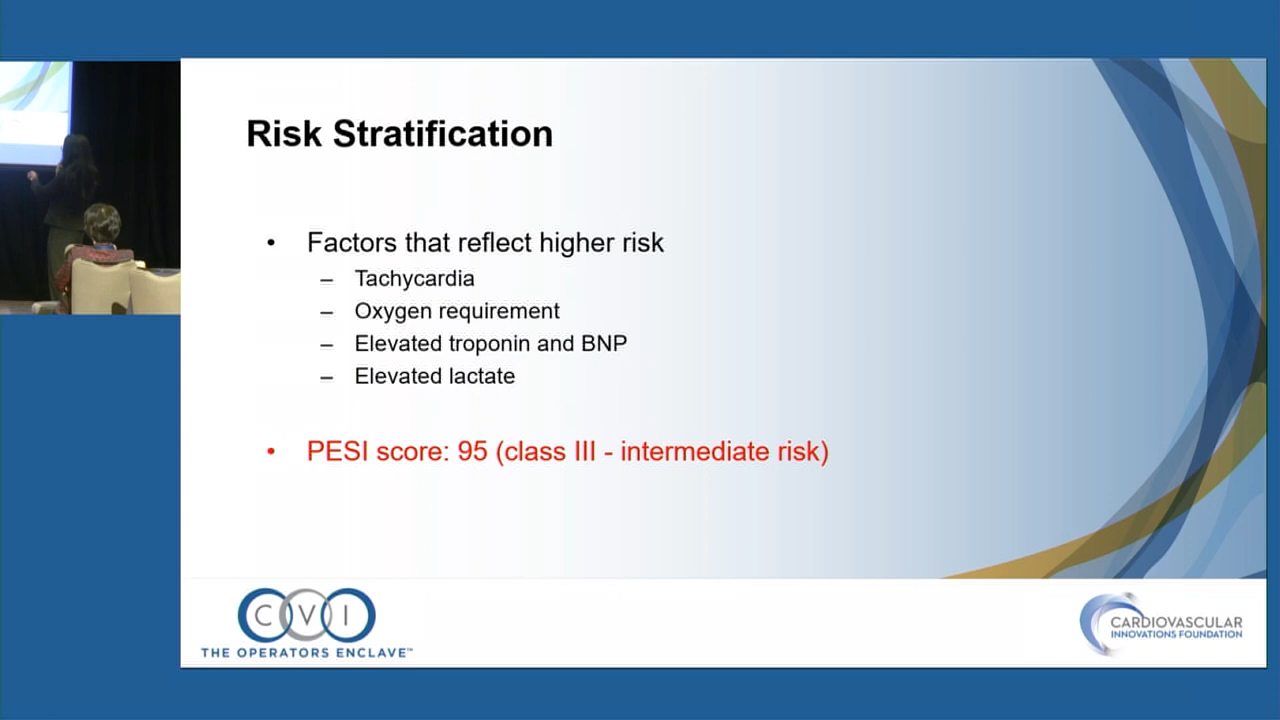 Risk Stratification
• Factors that reflect higher risk
– Tachycardia
– Oxygen requirement
– Elevated troponin and BNP
– Elevated lactate
• PESI score: 95 (class III - intermediate risk)
CVI
THE OPERATORS ENCLAVE™
CARDIOVASCULAR
INNOVATIONS FOUNDATION